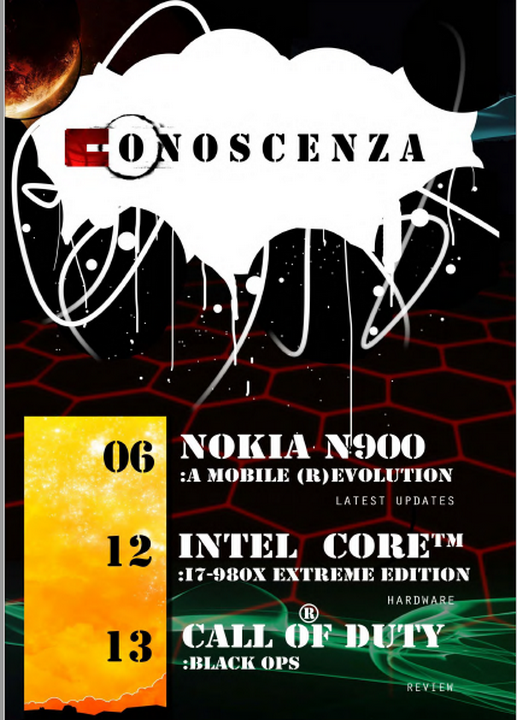 CONOSCENZA
06 NOKIA N900
:A MOBILE (R)EVOLUTION
LATEST UPDATES
12 INTEL CORE™
:I7-980X EXTREME EDITION
HARDWARE
®
13 CALL OF DUTY
:BLACK OPS
REVIEW